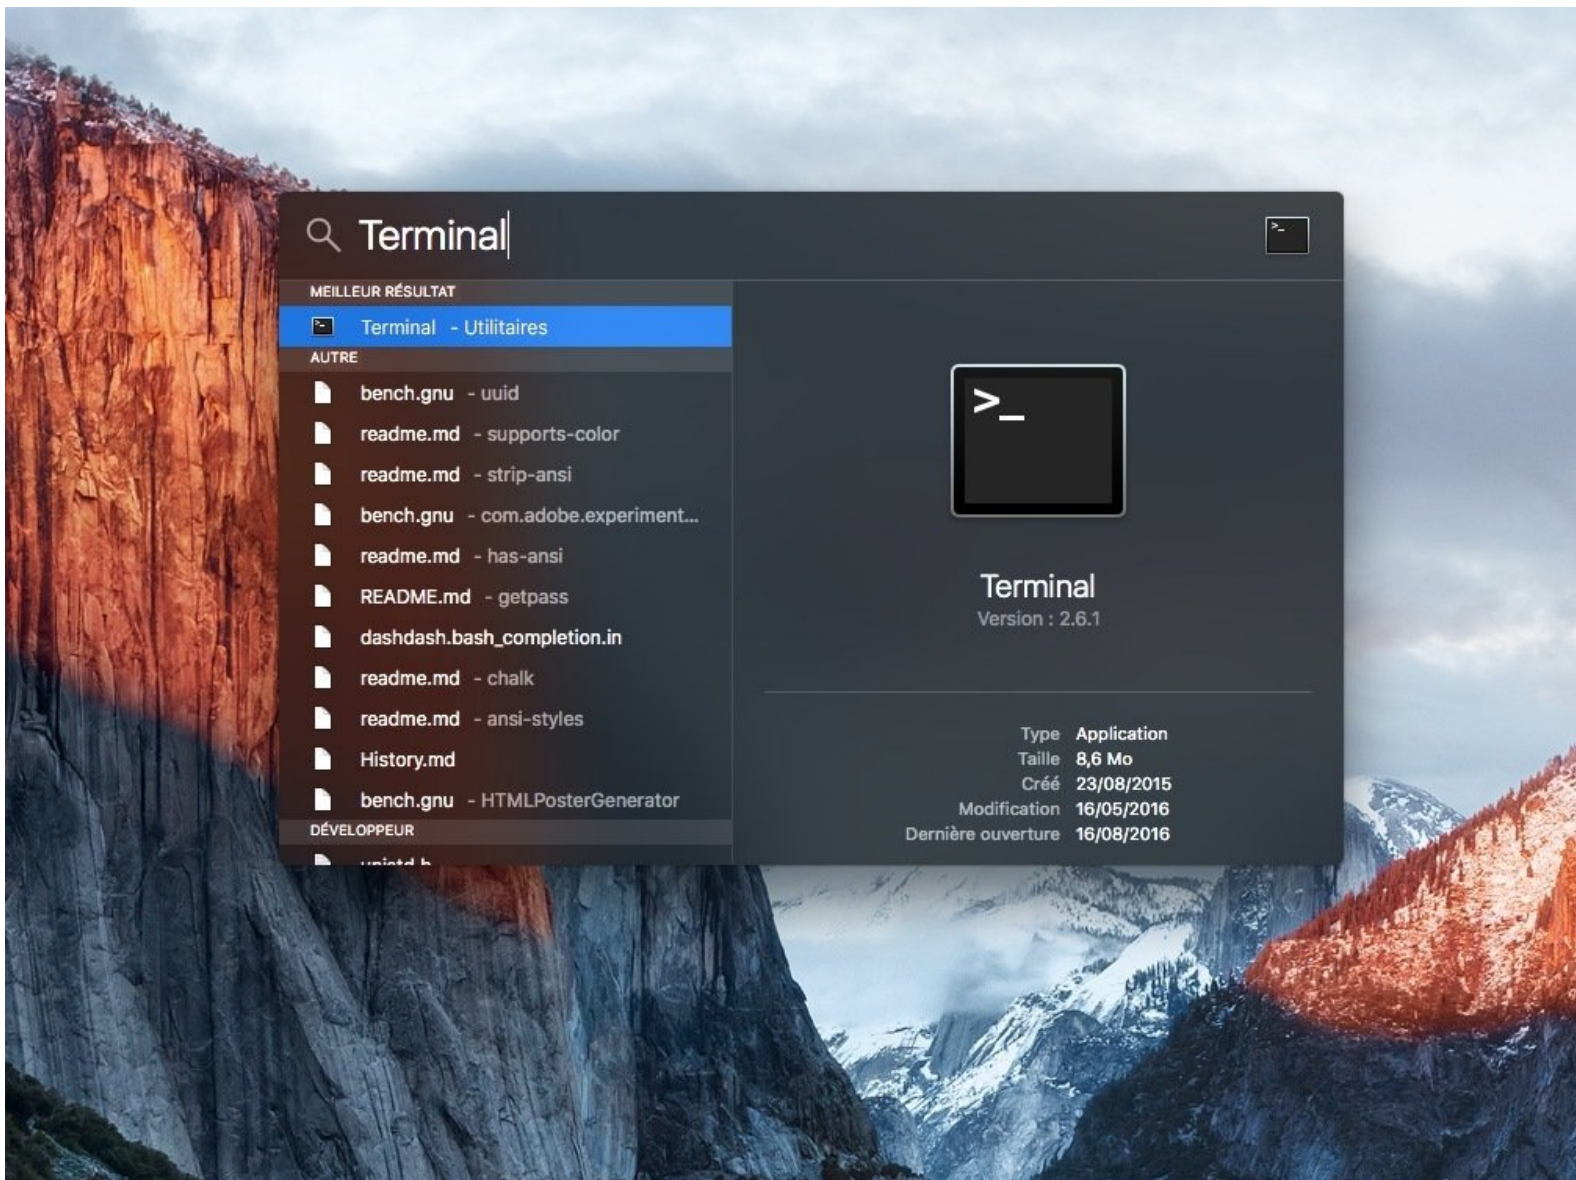 Terminal
MEILLEUR RÉSULTAT
Terminal - Utilitaires
AUTRE
bench.gnu - uuid
readme.md - supports-color
readme.md - strip-ansi
bench.gnu - com.adobe.experiment...
readme.md - has-ansi
README.md - getpass
dashdash.bash_completion.in
readme.md - chalk
readme.md - ansi-styles
History.md
bench.gnu - HTMLPosterGenerator
DÉVELOPPEUR
>_
Terminal
Version : 2.6.1
Type Application
Taille 8,6 Mo
Créé 23/08/2015
Modification 16/05/2016
Dernière ouverture 16/08/2016